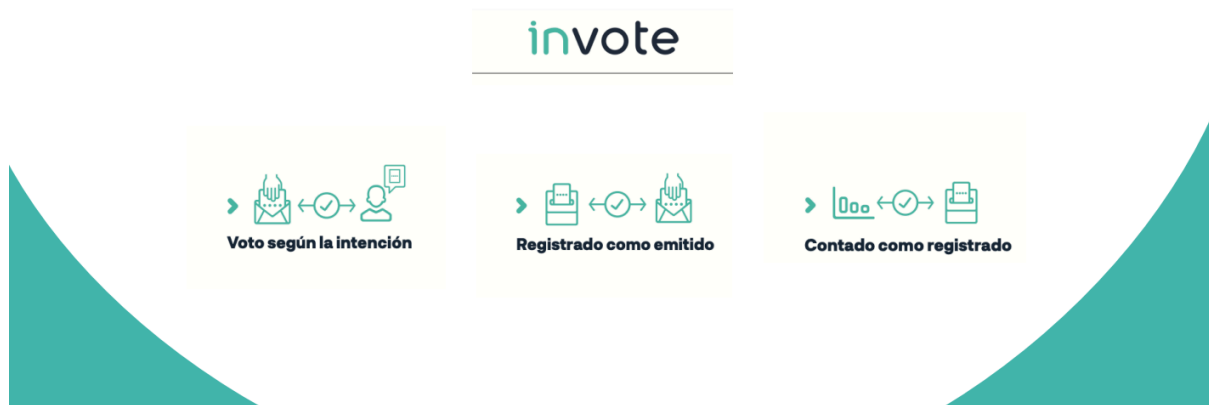 invote
Voto según la intención
Registrado como emitido
Contado como registrado